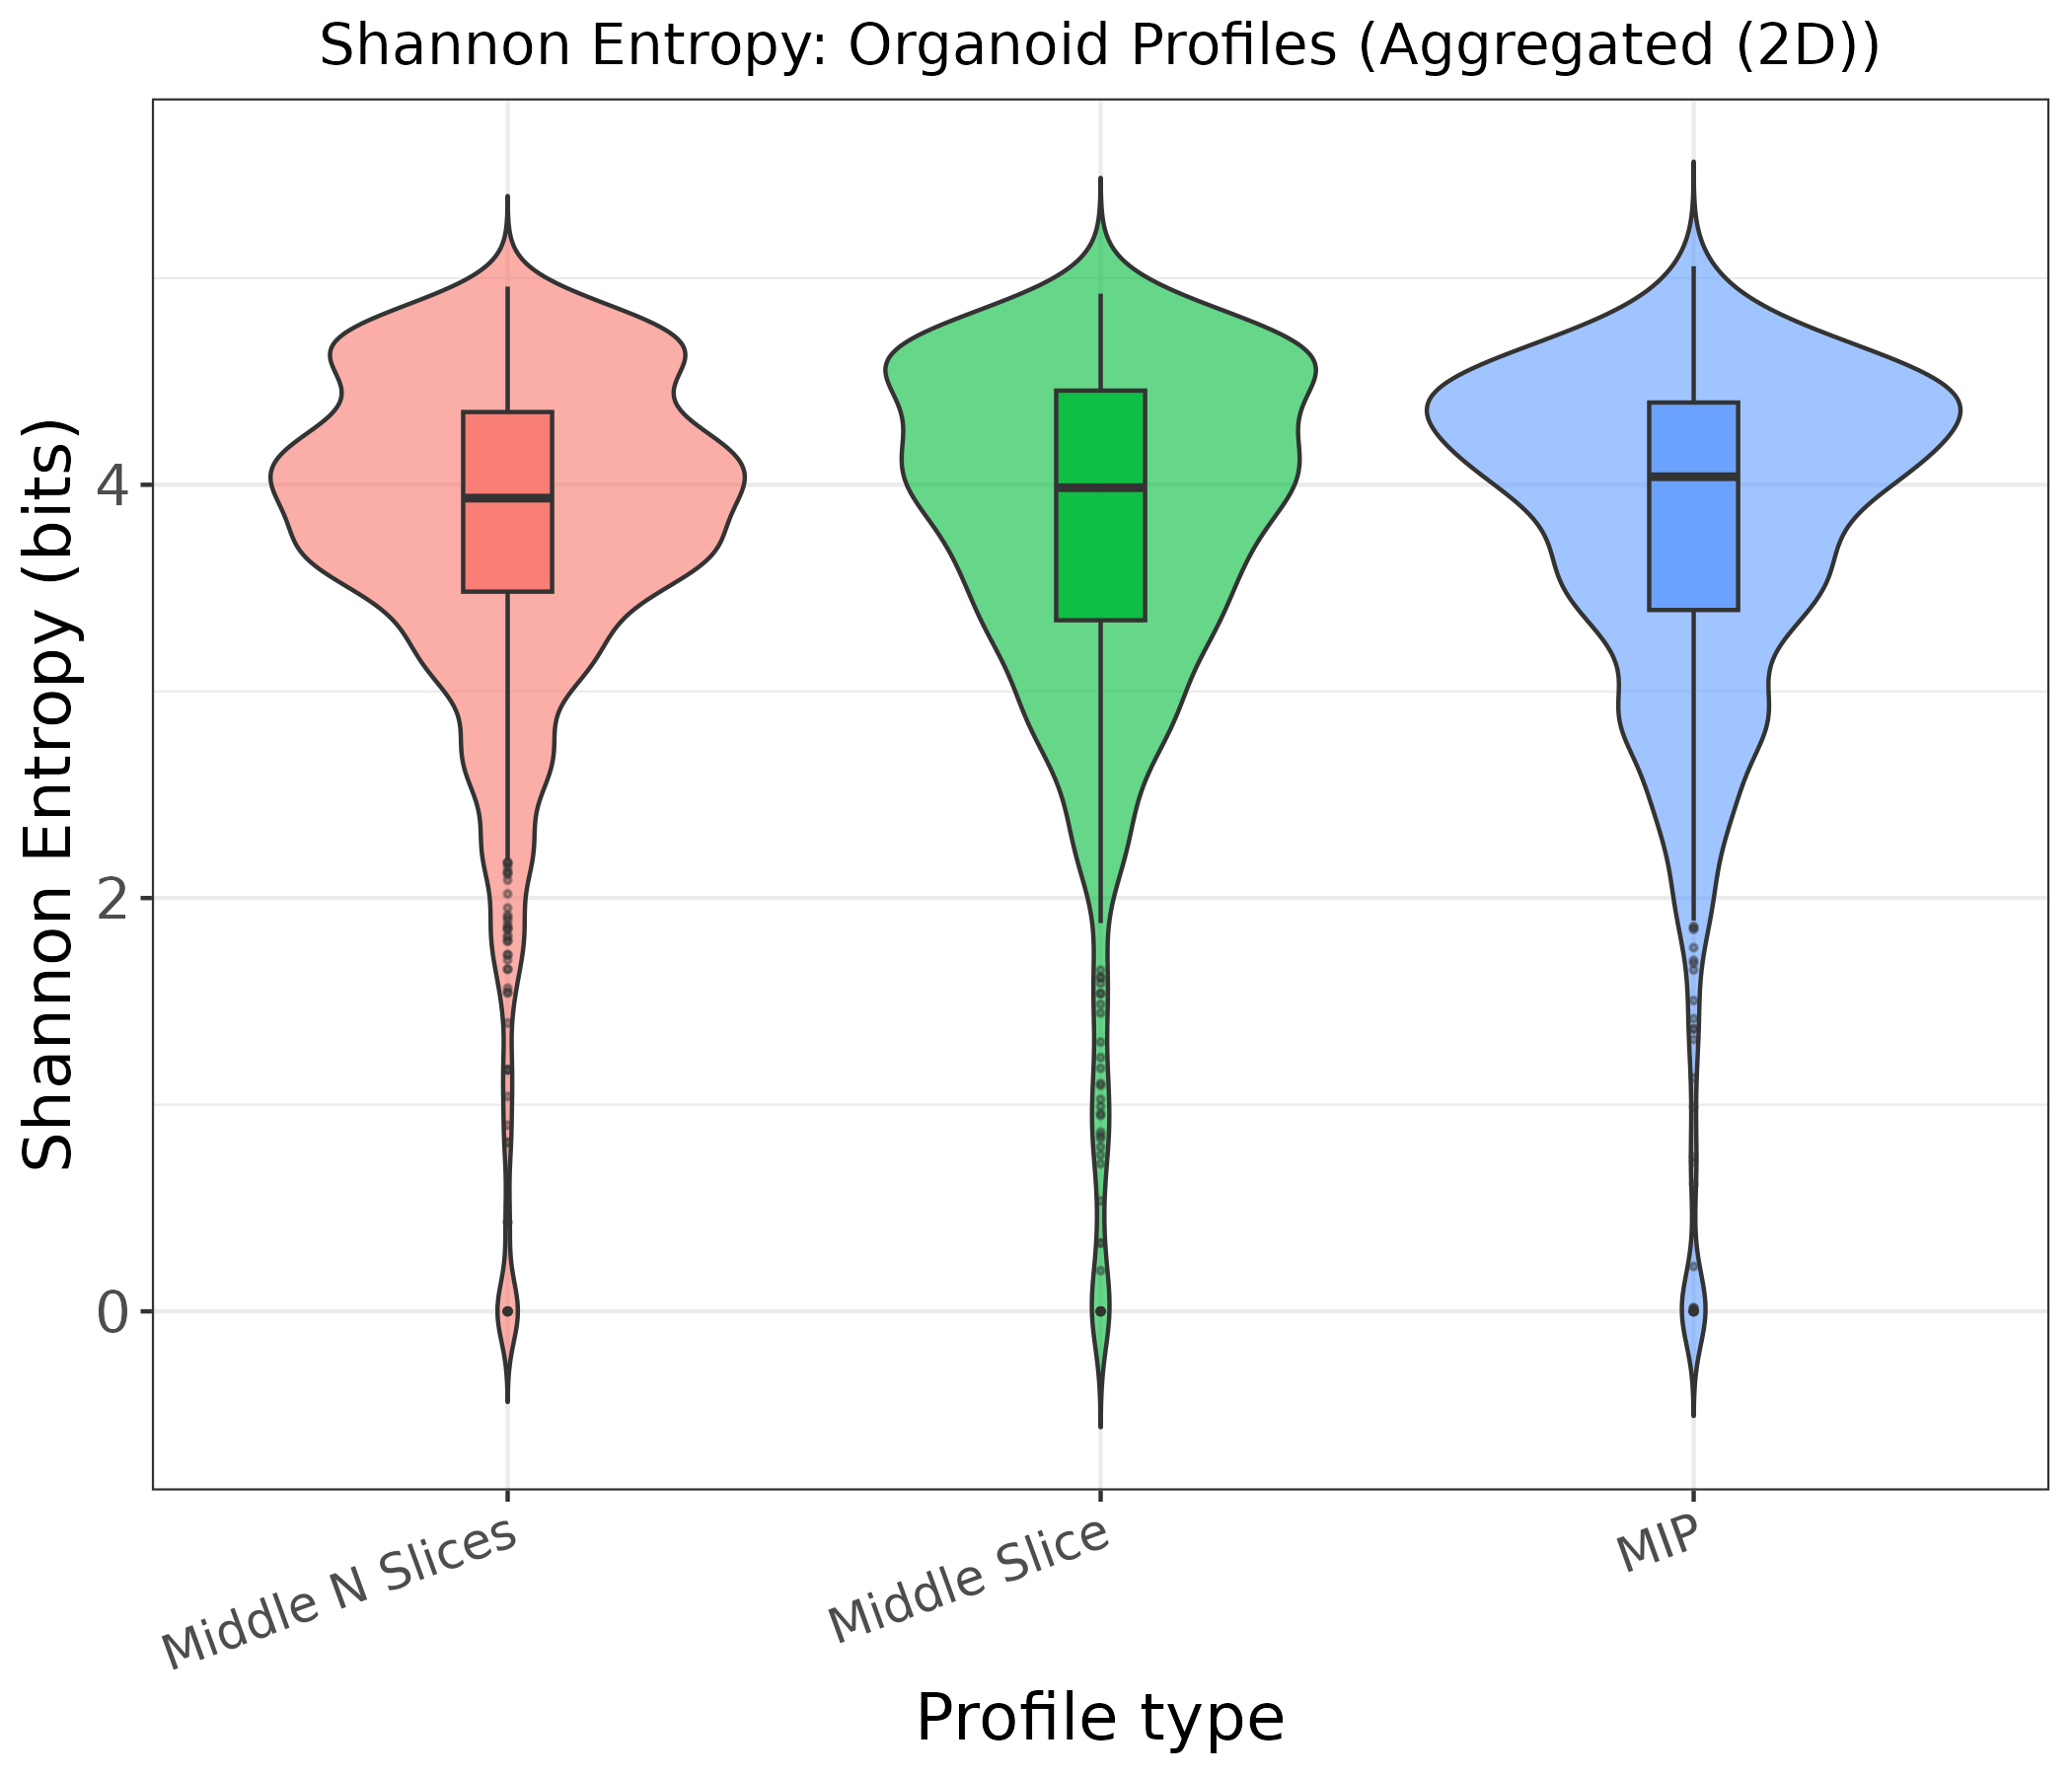 Shannon Entropy: Organoid Profiles (Aggregated (2D))
Shannon Entropy (bits)
4
2
0
Middle N Slices
Middle Slice
MIP
Profile type